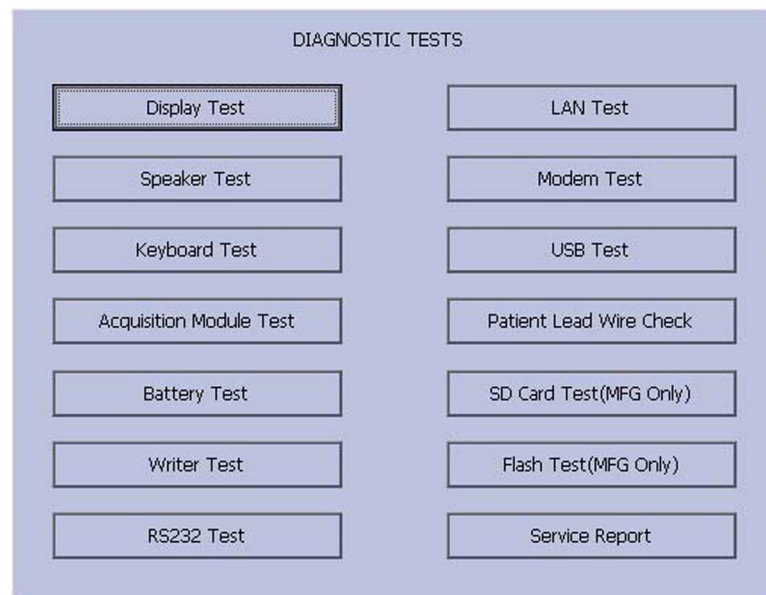 DIAGNOSTIC TESTS
Display Test
LAN Test
Speaker Test
Modem Test
Keyboard Test
USB Test
Acquisition Module Test
Patient Lead Wire Check
Battery Test
SD Card Test(MFG Only)
Writer Test
Flash Test(MFG Only)
RS232 Test
Service Report